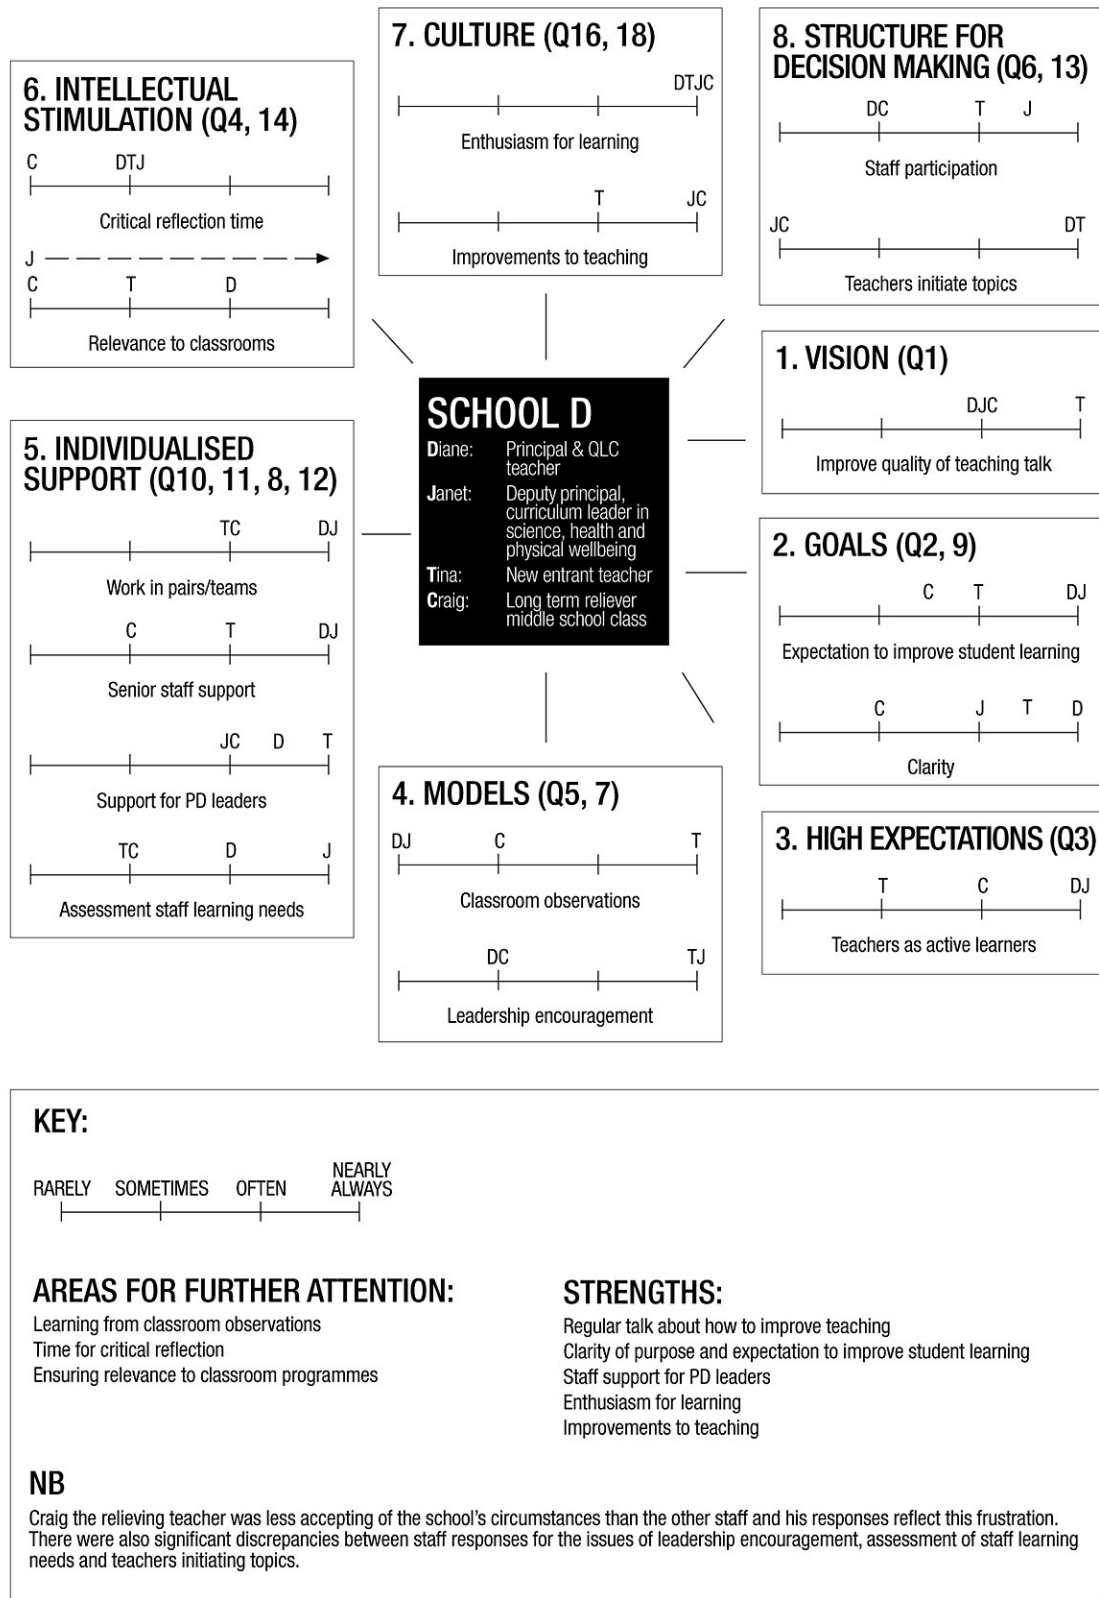 6. INTELLECTUAL
STIMULATION (Q4, 14)
C DTJ
Critical reflection time
J
C T D
Relevance to classrooms
7. CULTURE (Q16, 18)
DTJC
Enthusiasm for learning
T JC
Improvements to teaching
8. STRUCTURE FOR
DECISION MAKING (Q6, 13)
DC T J
Staff participation
JC DT
Teachers initiate topics
5. INDIVIDUALISED
SUPPORT (Q10, 11, 8, 12)
TC DJ
Work in pairs/teams
C T DJ
Senior staff support
JC D T
Support for PD leaders
TC D J
Assessment staff learning needs
SCHOOL D
Diane: Principal & QLC
teacher
Janet: Deputy principal,
curriculum leader in
science, health and
physical wellbeing
Tina: New entrant teacher
Craig: Long term reliever
middle school class
1. VISION (Q1)
DJC T
Improve quality of teaching talk
2. GOALS (Q2, 9)
C T DJ
Expectation to improve student learning
C J T D
Clarity
4. MODELS (Q5, 7)
DJ C T
Classroom observations
DC TJ
Leadership encouragement
3. HIGH EXPECTATIONS (Q3)
T C DJ
Teachers as active learners
KEY:
NEARLY
RARELY SOMETIMES OFTEN ALWAYS
AREAS FOR FURTHER ATTENTION:
Learning from classroom observations
Time for critical reflection
Ensuring relevance to classroom programmes
STRENGTHS:
Regular talk about how to improve teaching
Clarity of purpose and expectation to improve student learning
Staff support for PD leaders
Enthusiasm for learning
Improvements to teaching
NB
Craig the relieving teacher was less accepting of the school's circumstances than the other staff and his responses reflect this frustration.
There were also significant discrepancies between staff responses for the issues of leadership encouragement, assessment of staff learning
needs and teachers initiating topics.